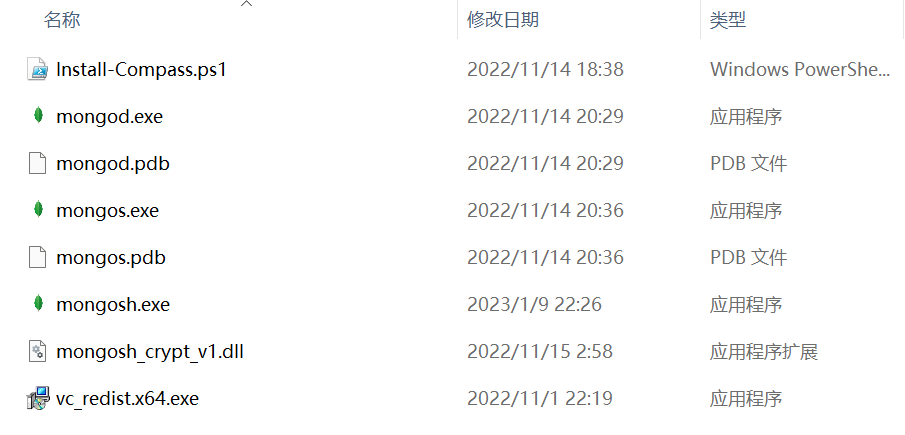 名称 修改日期 类型
Install-Compass.ps1 2022/11/14 18:38 Windows PowerShe...
mongod.exe 2022/11/14 20:29 应用程序
mongod.pdb 2022/11/14 20:29 PDB 文件
mongos.exe 2022/11/14 20:36 应用程序
mongos.pdb 2022/11/14 20:36 PDB 文件
mongosh.exe 2023/1/9 22:26 应用程序
mongosh_crypt_v1.dll 2022/11/15 2:58 应用程序扩展
vc_redist.x64.exe 2022/11/1 22:19 应用程序